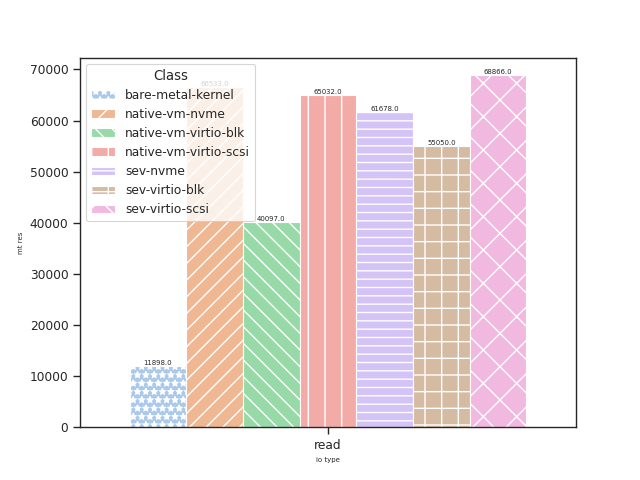 70000
60000
50000
40000
30000
20000
10000
0
mt res
Class
bare-metal-kernel
native-vm-nvme
native-vm-virtio-blk
native-vm-virtio-scsi
sev-nvme
sev-virtio-blk
sev-virtio-scsi
11898.0
66533.0
40097.0
65032.0
61678.0
55050.0
68866.0
read
io type